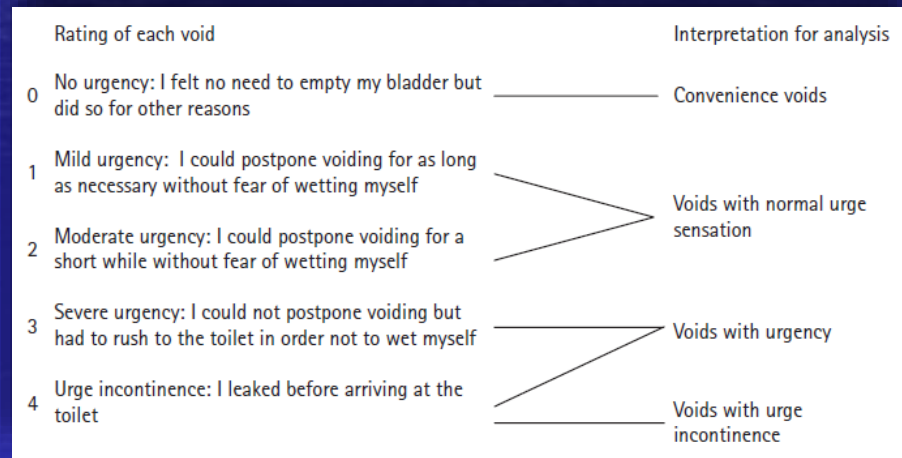 Rating of each void
Interpretation for analysis
0 No urgency: I felt no need to empty my bladder but
did so for other reasons
Convenience voids
1 Mild urgency: I could postpone voiding for as long
as necessary without fear of wetting myself
Voids with normal urge
sensation
2 Moderate urgency: I could postpone voiding for a
short while without fear of wetting myself
3 Severe urgency: I could not postpone voiding but
had to rush to the toilet in order not to wet myself
Voids with urgency
4 Urge incontinence: I leaked before arriving at the
toilet
Voids with urge
incontinence